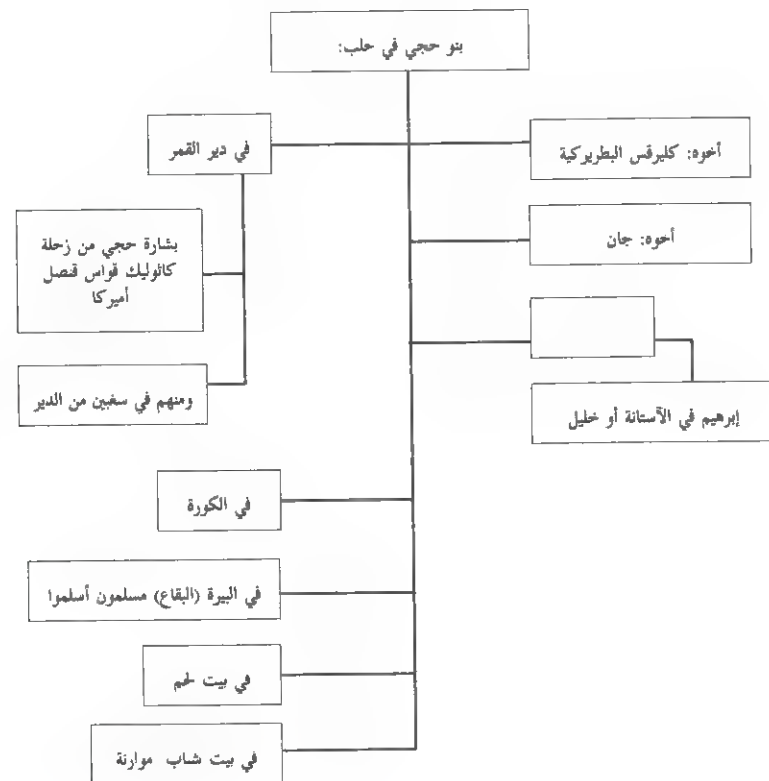 بنو حجي في حلب:
أخوه: كليرقس البطريركية
في دير القمر
أخوه: جان
بشارة حجي من زحلة
كاثوليك قواس قنصل
أميركا
إبرهيم في الآستانة أو خليل
ومنهم في سغبين من الدير
في الكورة
في البيرة (البقاع) مسلمون أسلموا
في بيت لحم
في بيت شباب موارنة